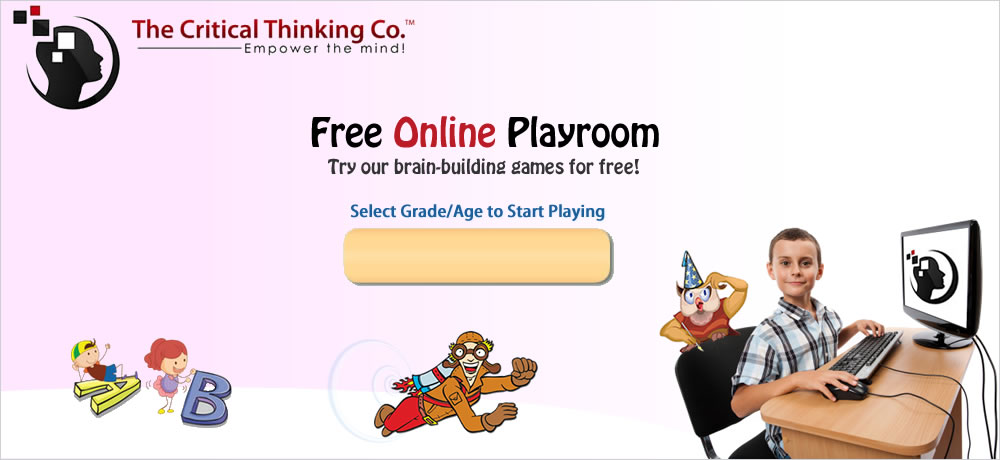 The Critical Thinking Co.™
Empower the mind!
Free Online Playroom
Try our brain-building games for free!
Select Grade/Age to Start Playing
A B